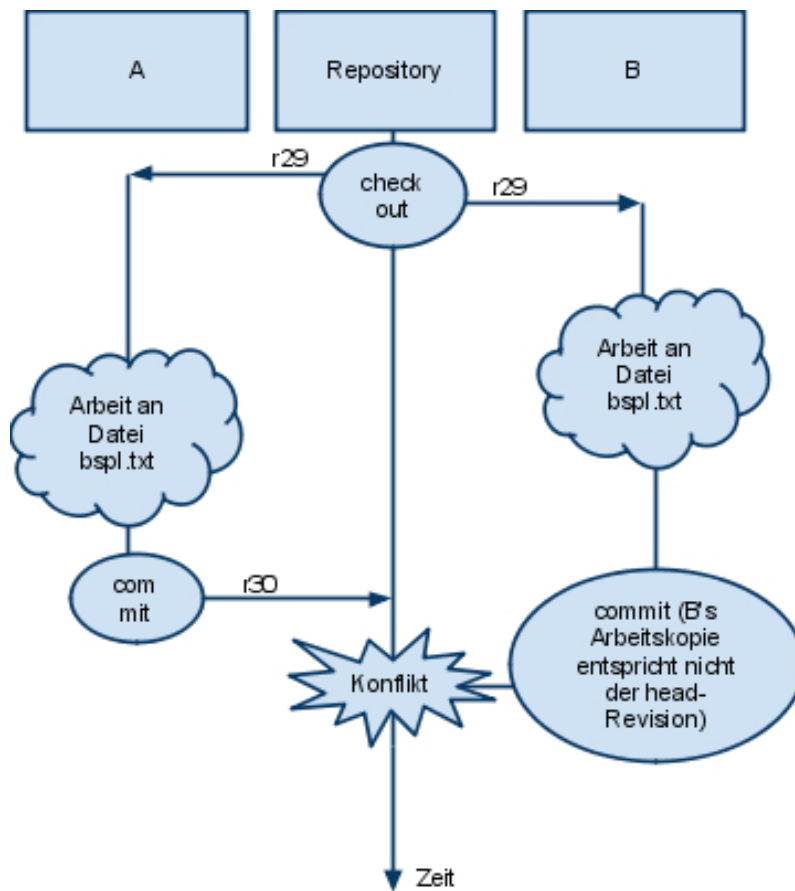 A
Repository
B
r29
check
out
r29
Arbeit an
Datei
bspl.txt
Arbeit an
Datei
bspl.txt
com
mit
r30
commit (B's
Arbeitskopie
entspricht nicht
der head-
Revision)
Konflikt
Zeit